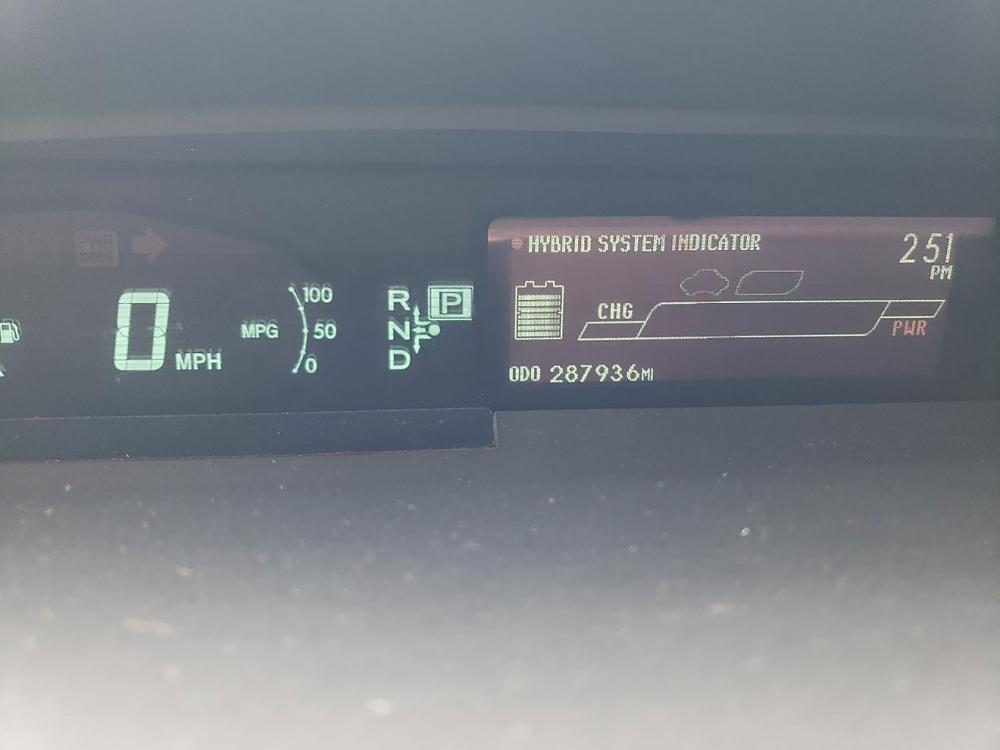 HYBRID SYSTEM INDICATOR
2 51
PM
PWR
MODE
0
MPH
MPG
100
50
0
R
P
N
D
CHG
PWR
ODO 287936MI